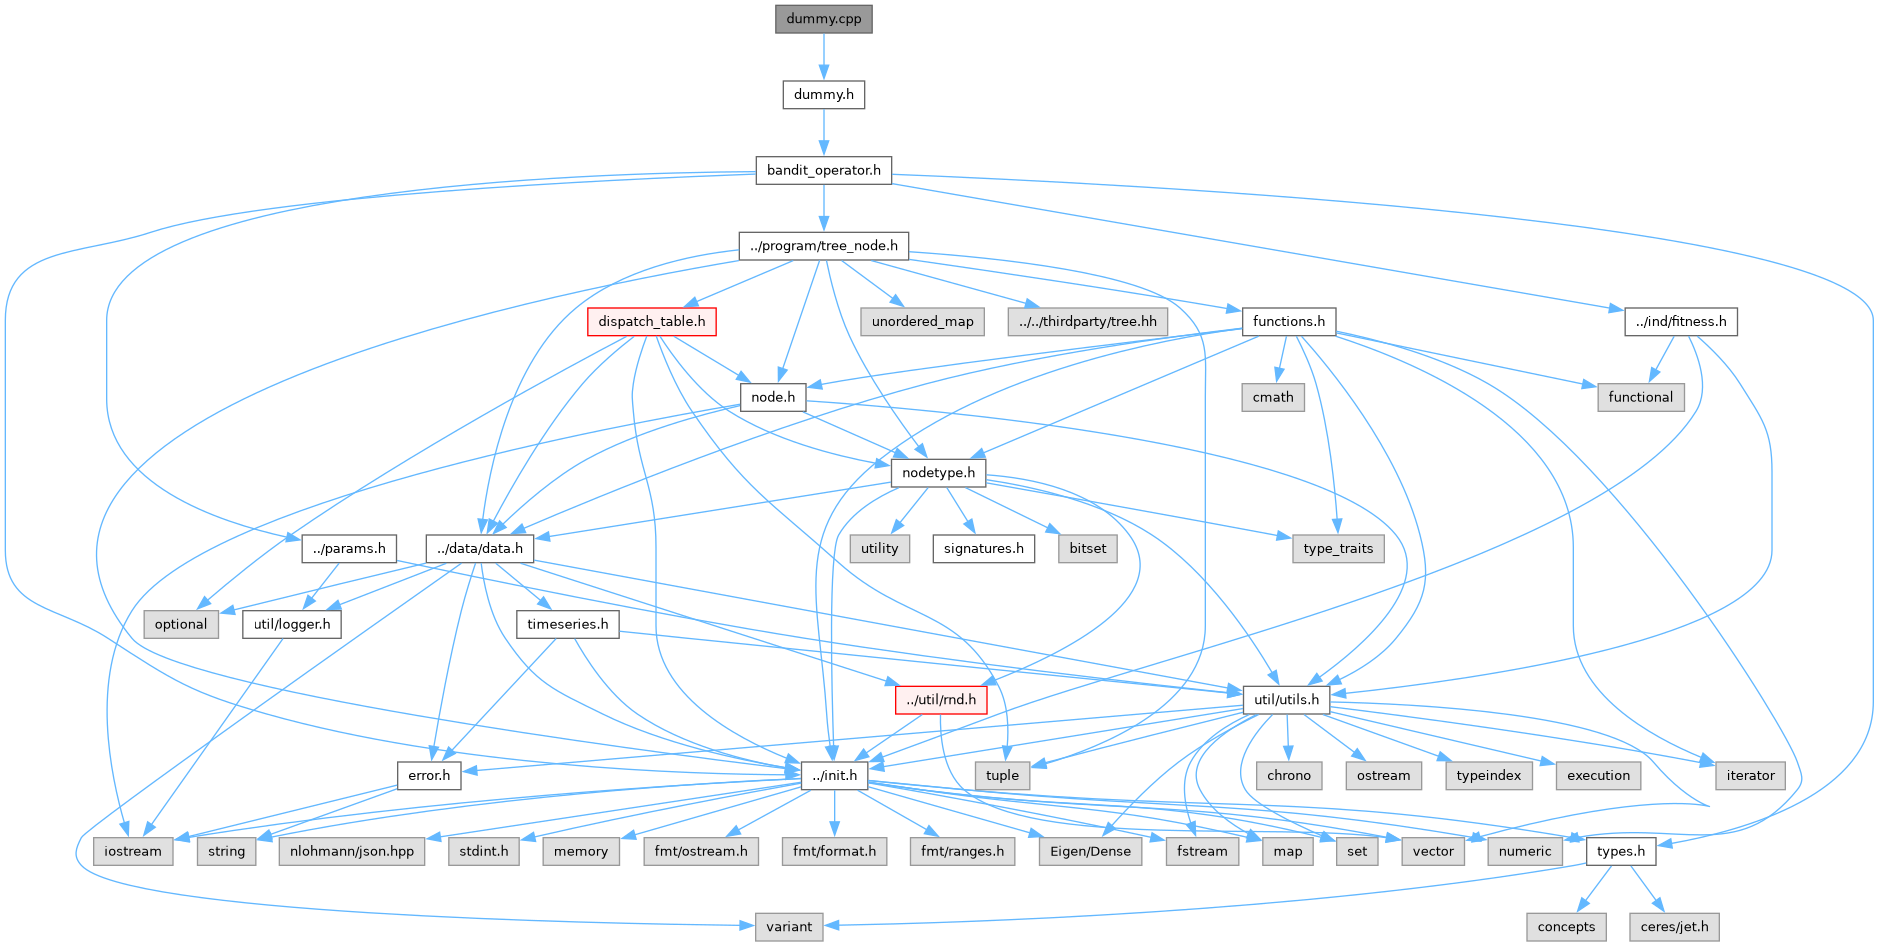 dummy.cpp
dummy.h
bandit_operator.h
../program/tree_node.h
dispatch_table.h
unordered_map
../../thirdparty/tree.hh
functions.h
../ind/fitness.h
node.h
cmath
functional
nodetype.h
../params.h
../data/data.h
utility
signatures.h
bitset
type_traits
optional
util/logger.h
timeseries.h
../util/rnd.h
util/utils.h
error.h
../init.h
tuple
chrono
ostream
typeindex
execution
iterator
iostream
string
nlohmann/json.hpp
stdint.h
memory
fmt/ostream.h
fmt/format.h
fmt/ranges.h
Eigen/Dense
fstream
map
set
vector
numeric
types.h
variant
concepts
ceres/jet.h